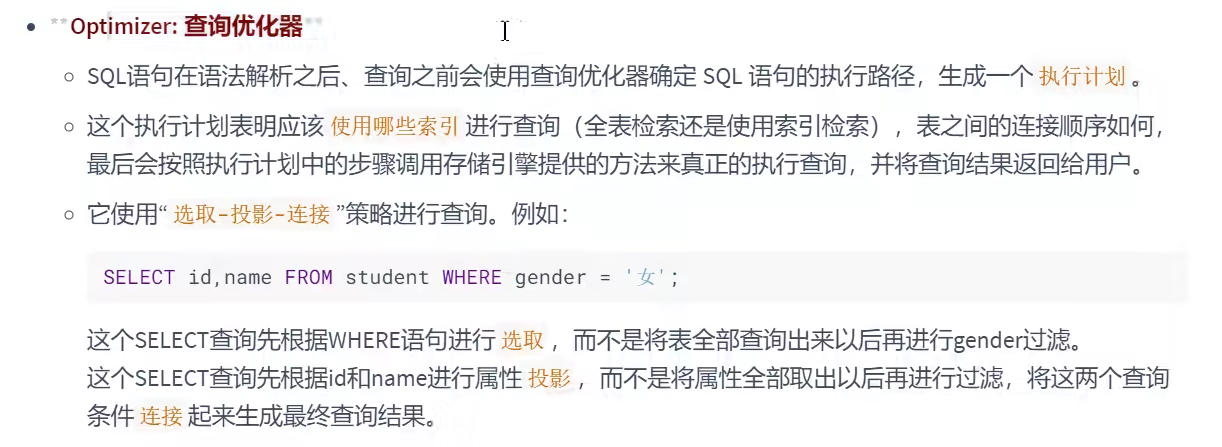 **Optimizer: 查询优化器**
SQL语句在语法解析之后、查询之前会使用查询优化器确定 SQL 语句的执行路径，生成一个 执行计划 。
这个执行计划表明应该 使用哪些索引 进行查询（全表检索还是使用索引检索），表之间的连接顺序如何，
最后会按照执行计划中的步骤调用存储引擎提供的方法来真正的执行查询，并将查询结果返回给用户。
它使用“ 选取-投影-连接 ”策略进行查询。例如：
SELECT id,name FROM student WHERE gender = '女';
这个SELECT查询先根据WHERE语句进行 选取 ，而不是将表全部查询出来以后再进行gender过滤。
这个SELECT查询先根据id和name进行属性 投影 ，而不是将属性全部取出以后再进行过滤，将这两个查询
条件 连接 起来生成最终查询结果。